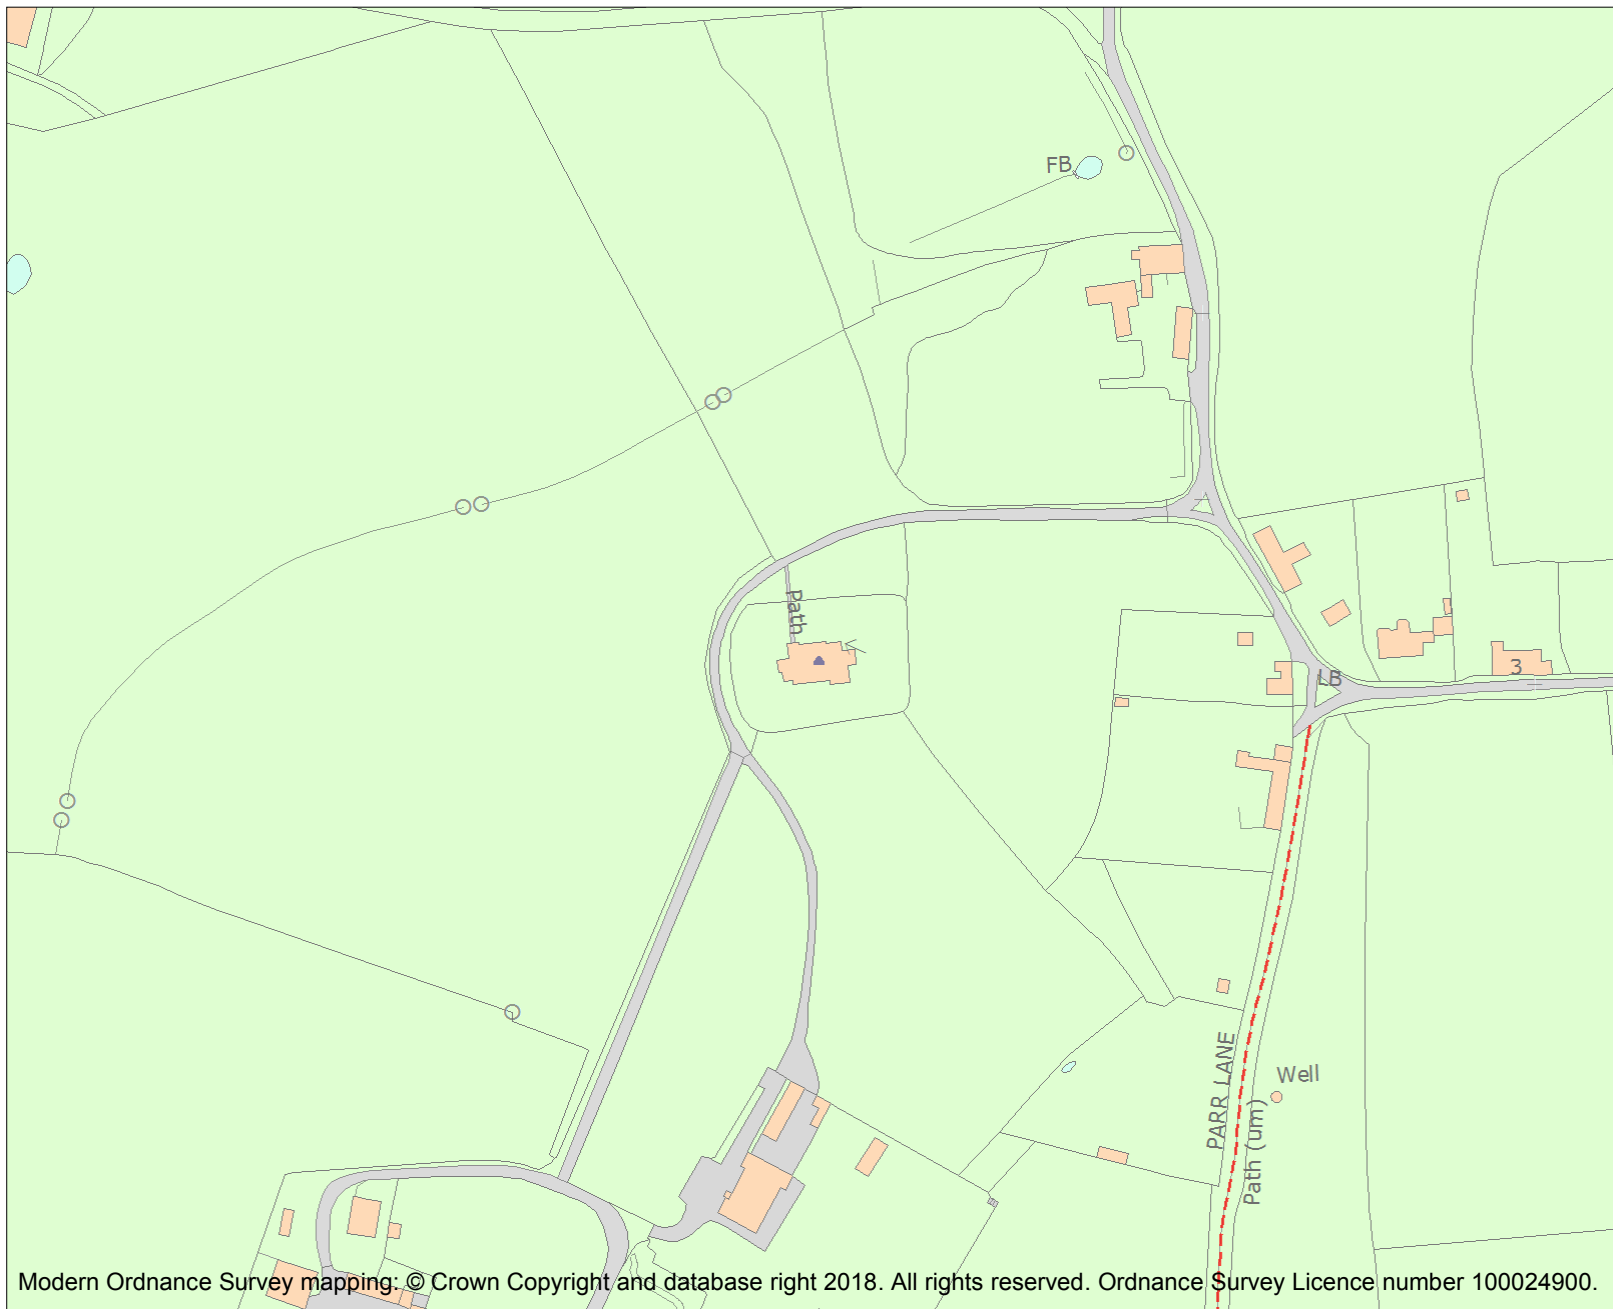 FB
Path
LB
3
PARR LANE
Well
Path (um)
Modern Ordnance Survey mapping: © Crown Copyright and database right 2018. All rights reserved. Ordnance Survey Licence number 100024900.